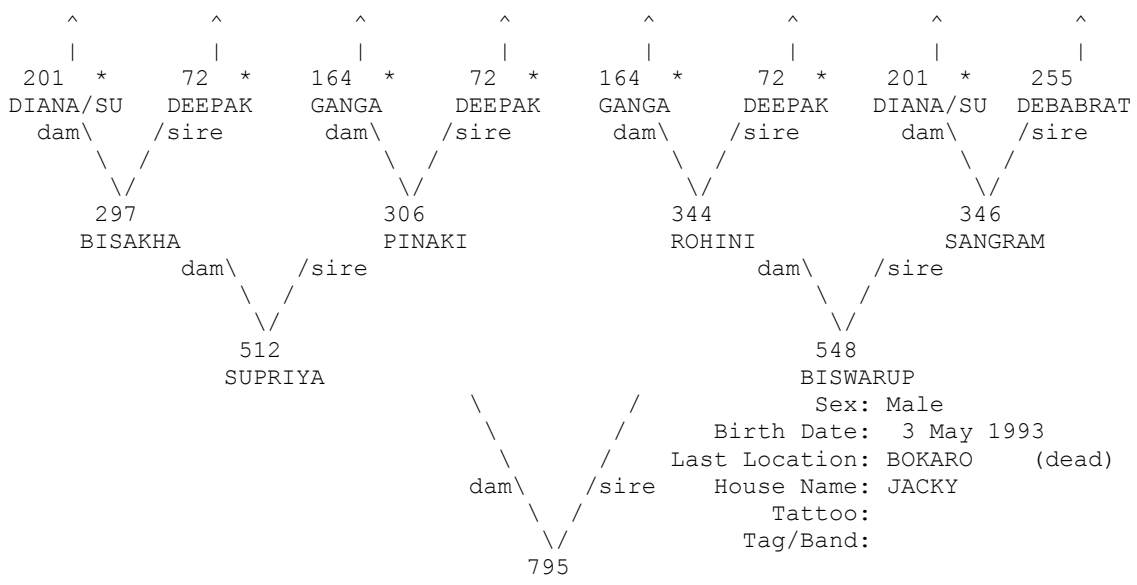 ^ ^ ^ ^ ^ ^ ^ ^
| | | | | | | |
201 * 72 * 164 * 72 * 164 * 72 * 201 * 255
DIANA/SU DEEPAK GANGA DEEPAK GANGA DEEPAK DIANA/SU DEBABRAT
dam\ /sire dam\ /sire dam\ /sire dam\ /sire
\ / \ / \ / \ /
\/ \/ \/ \/
297 306 344 346
BISAKHA PINAKI ROHINI SANGRAM
dam\ /sire dam\ /sire
\ / \ /
\/ \/
512 548
SUPRIYA BISWARUP
\ / Sex: Male
\ / Birth Date: 3 May 1993
\ / Last Location: BOKARO (dead)
dam\ /sire House Name: JACKY
\ / Tattoo:
\/ Tag/Band:
795